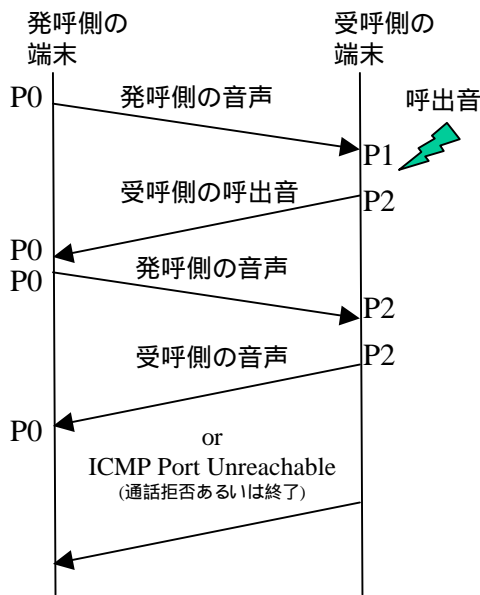 発呼側の
端末
受呼側の
端末
P0
発呼側の音声
呼出音
P1
受呼側の呼出音
P2
P0
P0
発呼側の音声
P2
受呼側の音声
P2
P0
or
ICMP Port Unreachable
(通話拒否あるいは終了)